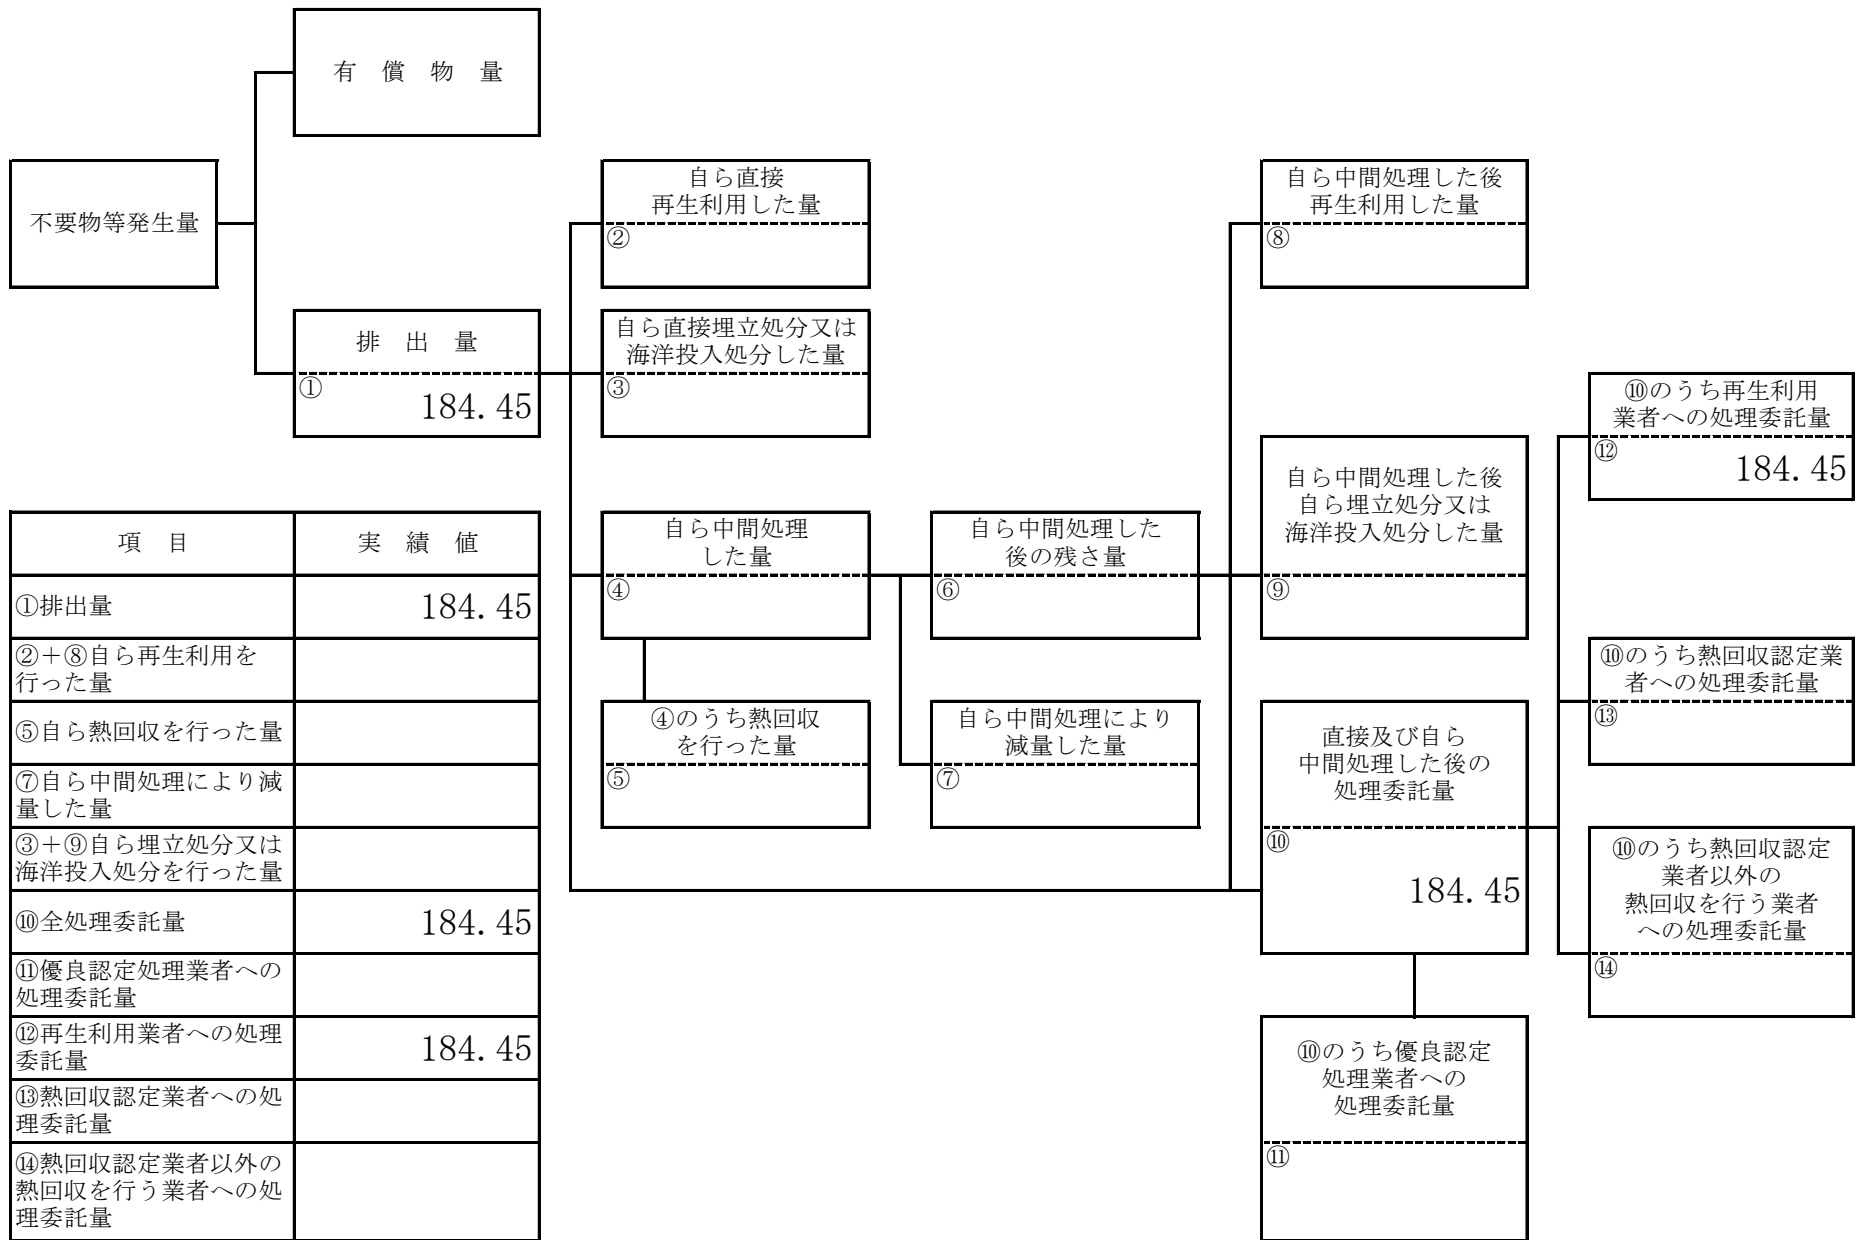 有 償 物 量
不要物等発生量
排 出 量
①
184.45
自ら直接
再生利用した量
②
自ら直接埋立処分又は
海洋投入処分した量
③
自ら中間処理
した量
④
④のうち熱回収
を行った量
⑤
自ら中間処理した
後の残さ量
⑥
自ら中間処理により
減量した量
⑦
自ら中間処理した後
再生利用した量
⑧
自ら中間処理した後
自ら埋立処分又は
海洋投入処分した量
⑨
直接及び自ら
中間処理した後の
処理委託量
⑩
184.45
⑩のうち優良認定
処理業者への
処理委託量
⑪
⑩のうち再生利用
業者への処理委託量
⑫
184.45
⑩のうち熱回収認定業
者への処理委託量
⑬
⑩のうち熱回収認定
業者以外の
熱回収を行う業者
への処理委託量
⑭
項 目 実 績 値
①排出量 184.45
②＋⑧自ら再生利用を
行った量
⑤自ら熱回収を行った量
⑦自ら中間処理により減
量した量
③＋⑨自ら埋立処分又は
海洋投入処分を行った量
⑩全処理委託量 184.45
⑪優良認定処理業者への
処理委託量
⑫再生利用業者への処理
委託量 184.45
⑬熱回収認定業者への処
理委託量
⑭熱回収認定業者以外の
熱回収を行う業者への処
理委託量